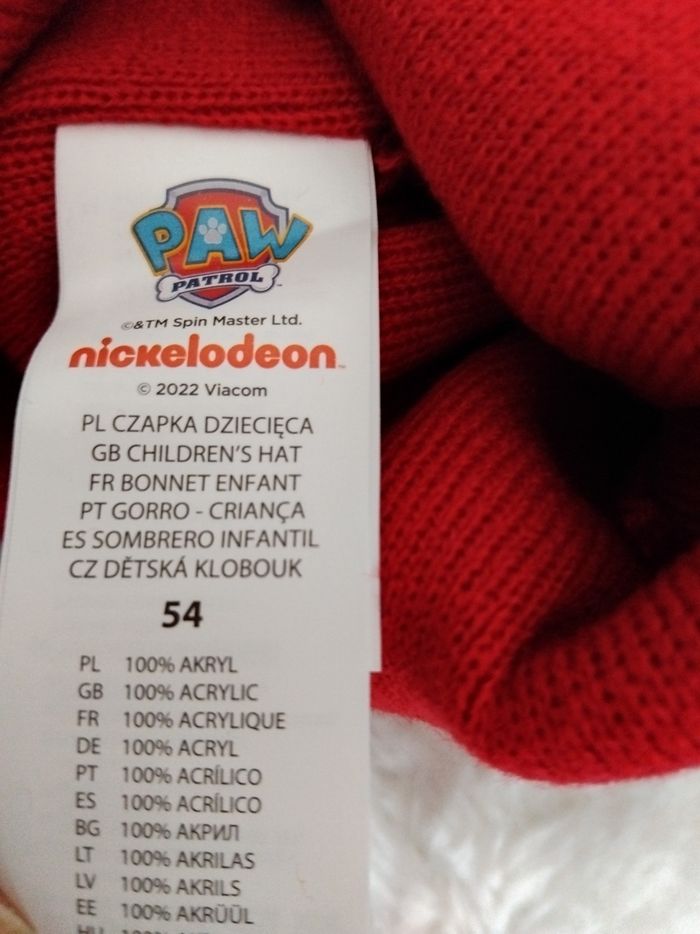 PAW
PATROL
©&TM Spin Master Ltd.
nickelodeon™
© 2022 Viacom
PL CZAPKA DZIECIĘCA
GB CHILDREN'S HAT
FR BONNET ENFANT
PT GORRO - CRIANÇA
ES SOMBRERO INFANTIL
CZ DĚTSKÁ KLOBOUK
54
PL 100% AKRYL
GB 100% ACRYLIC
FR 100% ACRYLIQUE
DE 100% ACRYL
PT 100% ACRÍLICO
ES 100% ACRÍLICO
BG 100% АКРИЛ
LT 100% AKRILAS
LV 100% AKRILS
EE 100% AKRÜÜL
HU 100%